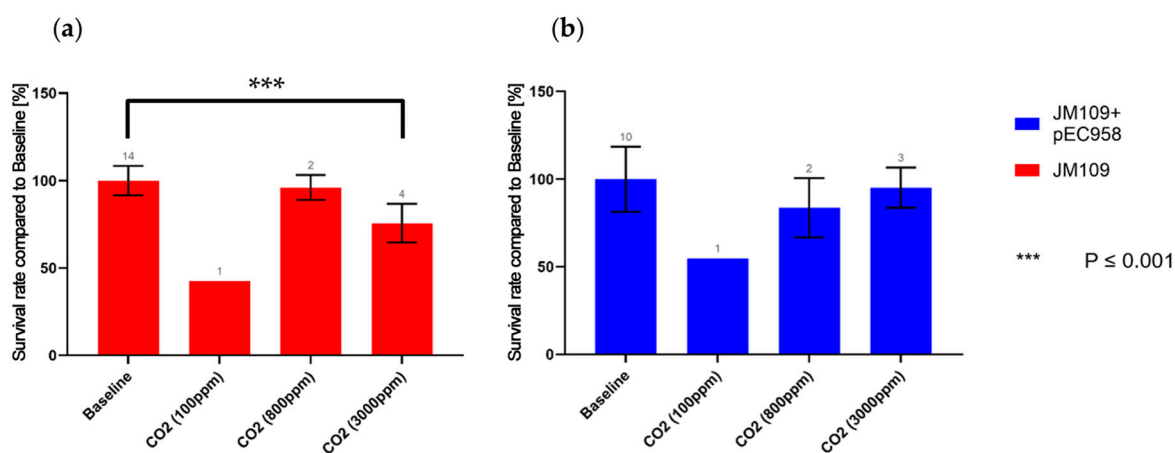 (a)
Survival rate compared to Baseline [%]
150
100
50
0
***
14
1
2
4
Baseline
CO2 (100ppm)
CO2 (800ppm)
CO2 (3000ppm)
(b)
Survival rate compared to Baseline [%]
150
100
50
0
10
1
2
3
Baseline
CO2 (100ppm)
CO2 (800ppm)
CO2 (3000ppm)
JM109+
pEC958
JM109
*** P ≤ 0.001